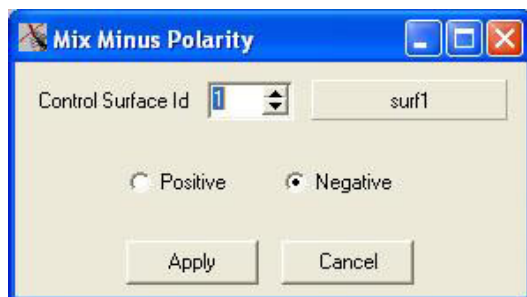 Mix Minus Polarity
Control Surface Id 1 surf1
Positive Negative
Apply Cancel